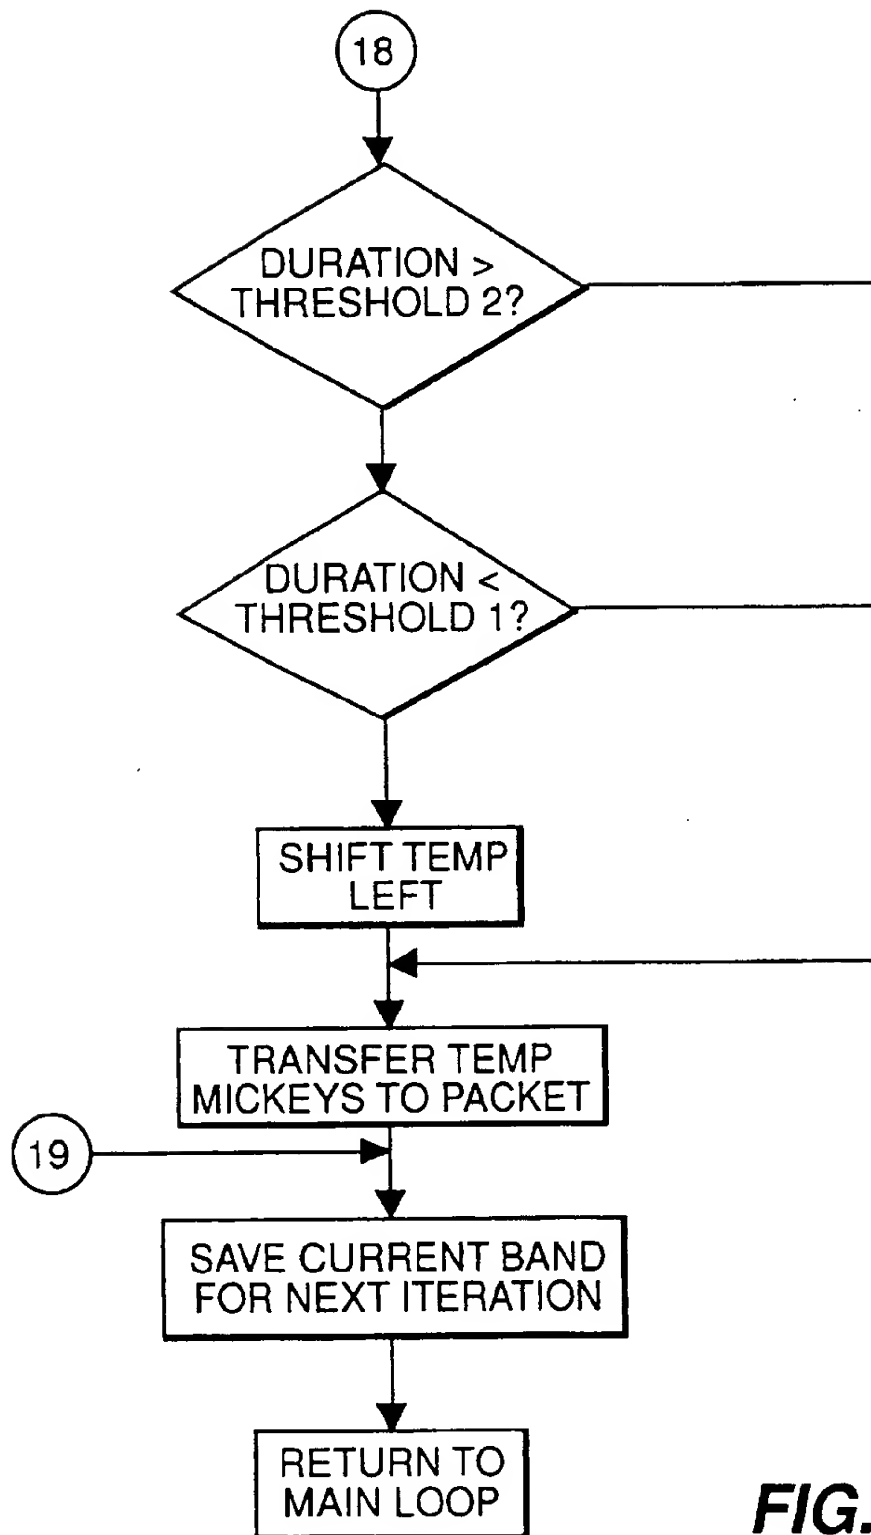 18
DURATION >
THRESHOLD 2?
DURATION <
THRESHOLD 1?
SHIFT TEMP
LEFT
TRANSFER TEMP
MICKEYS TO PACKET
19
SAVE CURRENT BAND
FOR NEXT ITERATION
RETURN TO
MAIN LOOP
FIG.